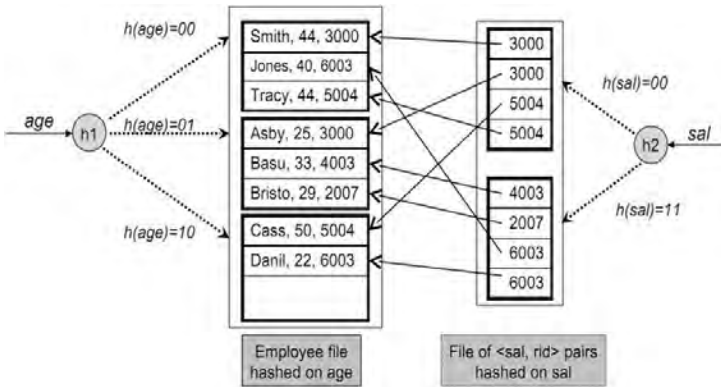 h(age)=00
age
h1
h(age)=01
h(age)=10
Smith, 44, 3000
Jones, 40, 6003
Tracy, 44, 5004
Asby, 25, 3000
Basu, 33, 4003
Bristo, 29, 2007
Cass, 50, 5004
Danil, 22, 6003
Employee file
hashed on age
3000
3000
5004
5004
4003
2007
6003
6003
File of <sal, rid> pairs
hashed on sal
h(sal)=00
h2
sal
h(sal)=11